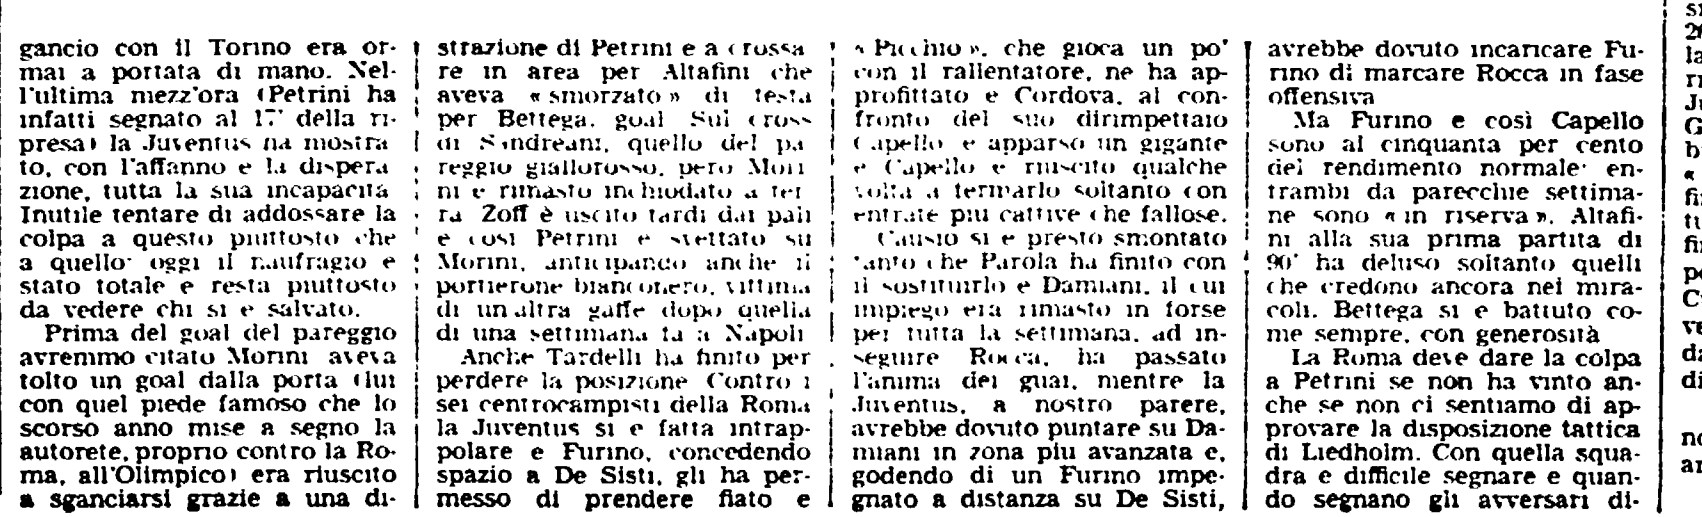 gancio con il Torino era or-
mai a portata di mano. Nel-
l'ultima mezz'ora (Petrini ha
infatti segnato al 17' della ri-
presa) la Juventus ha mostra
to, con l'affanno e la dispera
zione, tutta la sua incapacità
Inutile tentare di addossare la
colpa a questo piuttosto che
a quello: oggi il naufragio e
stato totale e resta piuttosto
da vedere chi si e salvato.
Prima del goal del pareggio
avremmo citato Morini aveva
tolto un goal dalla porta (lui
con quel piede famoso che lo
scorso anno mise a segno la
autorete, proprio contro la Ro-
ma, all'Olimpico) era riuscito
a sganciarsi grazie a una di-
strazione di Petrini e a crossa
re in area per Altafini che
aveva «smorzato» di testa
per Bettega, goal Sul cross
di Sandreani, quello del pa
reggio giallorosso, pero Mori
ni e rimasto inchiodato a ter
ra Zoff è uscito tardi dai pali
e cosi Petrini e svettato su
Morini, anticipando anche il
portierone bianconero, vittima
di un altra gaffe dopo quella
di una settimana fa a Napoli
Anche Tardelli ha finito per
perdere la posizione Contro i
sei centrocampisti della Roma
la Juventus si e fatta intrap-
polare e Furino, concedendo
spazio a De Sisti, gli ha per-
messo di prendere fiato e
«Picchio», che gioca un po'
con il rallentatore, ne ha ap-
profittato e Cordova, al con-
fronto del suo dirimpettaio
Capello e apparso un gigante
e Capello e riuscito qualche
volta a fermarlo soltanto con
entrate piu cattive che fallose.
Causio si e presto smontato
tanto che Parola ha finito con
il sostituirlo e Damiani, il cui
impiego era rimasto in forse
per tutta la settimana, ad in-
seguire Rocca, ha passato
l'anima dei guai, mentre la
Juventus, a nostro parere,
avrebbe dovuto puntare su Da-
miani in zona piu avanzata e,
godendo di un Furino impe-
gnato a distanza su De Sisti,
avrebbe dovuto incaricare Fu-
rino di marcare Rocca in fase
offensiva
Ma Furino e così Capello
sono al cinquanta per cento
del rendimento normale: en-
trambi da parecchie settima-
ne sono «in riserva». Altafi-
ni alla sua prima partita di
90' ha deluso soltanto quelli
che credono ancora nei mira-
coli. Bettega si e battuto co-
me sempre, con generosità
La Roma deve dare la colpa
a Petrini se non ha vinto an-
che se non ci sentiamo di ap-
provare la disposizione tattica
di Liedholm. Con quella squa-
dra e difficile segnare e quan-
do segnano gli avversari di-